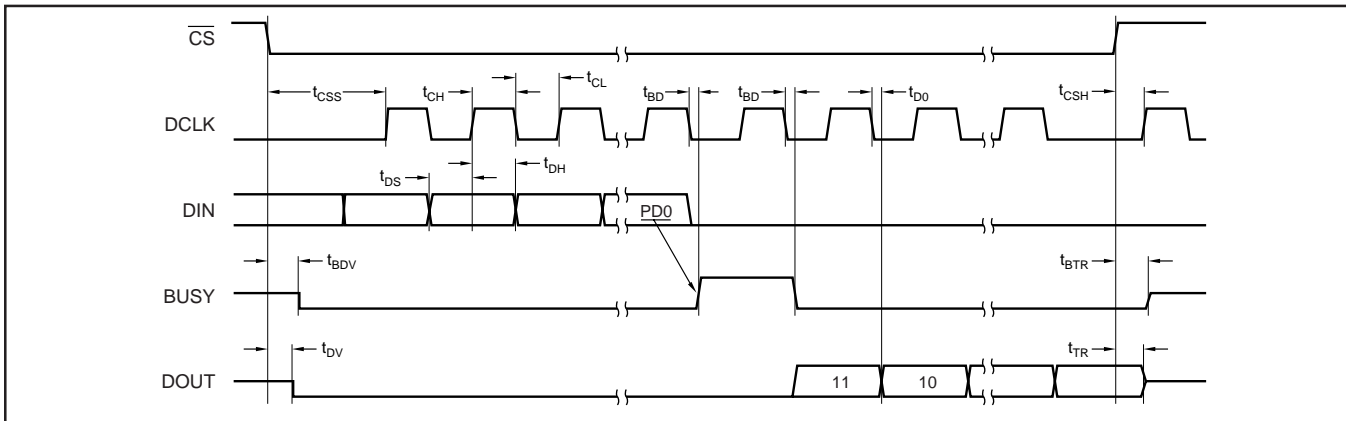 CS
tCSS
tCH
tCL
tBD
tBD
tD0
tCSH
DCLK
tDS
tDH
DIN
PD0
tBDV
tBTR
BUSY
tDV
tTR
DOUT
11
10